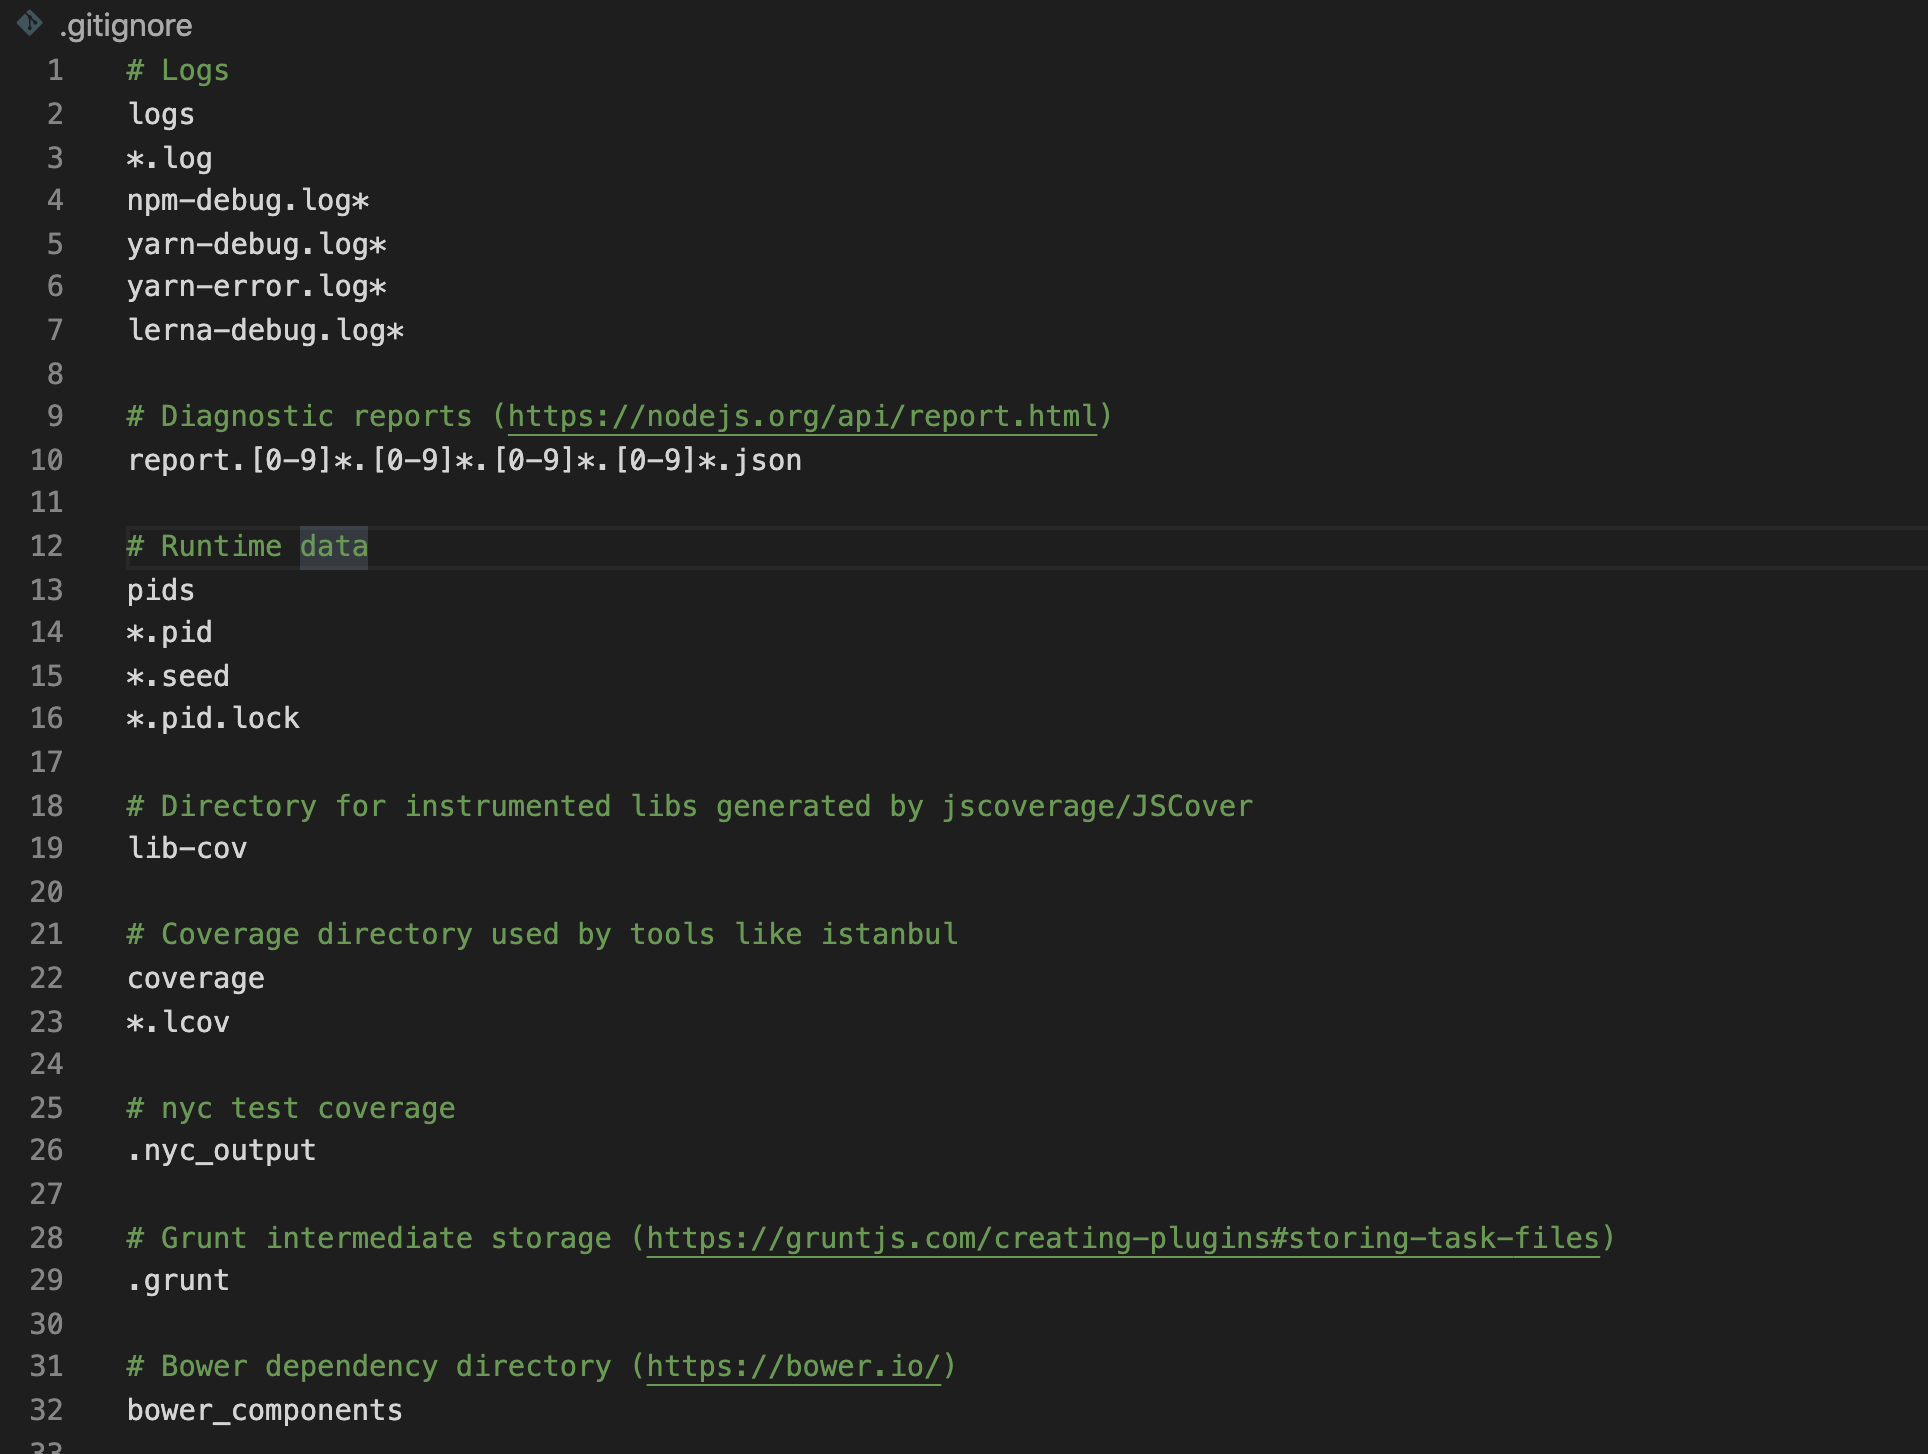 .gitignore
1 # Logs
2 logs
3 *.log
4 npm-debug.log*
5 yarn-debug.log*
6 yarn-error.log*
7 lerna-debug.log*
8
9 # Diagnostic reports (https://nodejs.org/api/report.html)
10 report.[0-9]*.[0-9]*.[0-9]*.[0-9]*.json
11
12 # Runtime data
13 pids
14 *.pid
15 *.seed
16 *.pid.lock
17
18 # Directory for instrumented libs generated by jscoverage/JSCover
19 lib-cov
20
21 # Coverage directory used by tools like istanbul
22 coverage
23 *.lcov
24
25 # nyc test coverage
26 .nyc_output
27
28 # Grunt intermediate storage (https://gruntjs.com/creating-plugins#storing-task-files)
29 .grunt
30
31 # Bower dependency directory (https://bower.io/)
32 bower_components
33